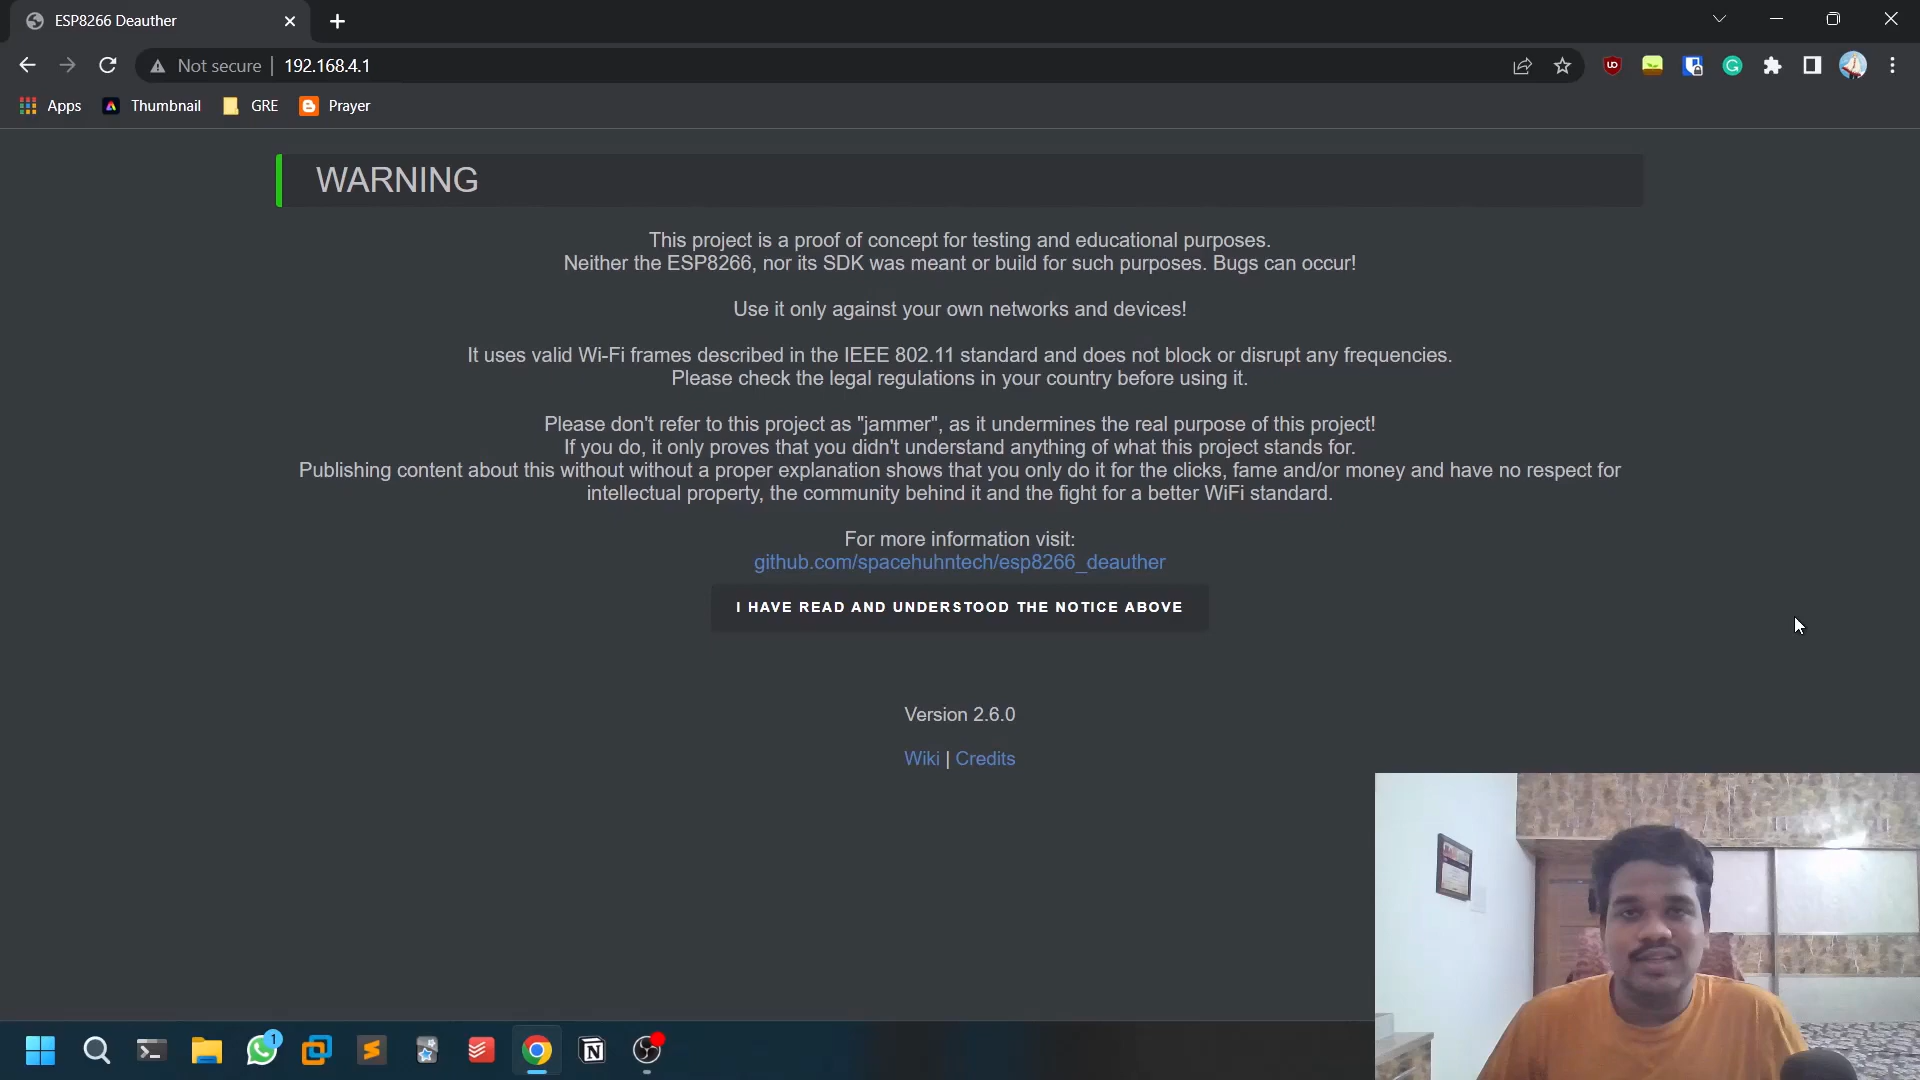 ESP8266 Deauther
Not secure
192.168.4.1
Apps
Thumbnail
GRE
Prayer
WARNING
This project is a proof of concept for testing and educational purposes.
Neither the ESP8266, nor its SDK was meant or build for such purposes. Bugs can occur!
Use it only against your own networks and devices!
It uses valid Wi-Fi frames described in the IEEE 802.11 standard and does not block or disrupt any frequencies.
Please check the legal regulations in your country before using it.
Please don't refer to this project as "jammer", as it undermines the real purpose of this project!
If you do, it only proves that you didn't understand anything of what this project stands for.
Publishing content about this without without a proper explanation shows that you only do it for the clicks, fame and/or money and have no respect for
intellectual property, the community behind it and the fight for a better WiFi standard.
For more information visit:
github.com/spacehuhntech/esp8266_deauther
I HAVE READ AND UNDERSTOOD THE NOTICE ABOVE
Version 2.6.0
Wiki | Credits
1